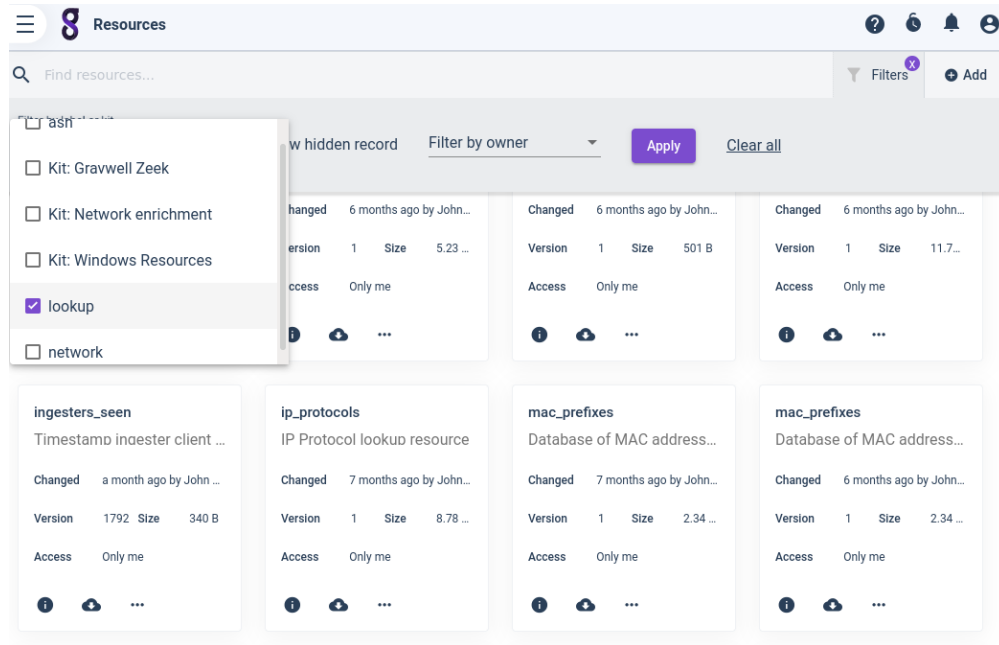 Resources
Find resources...
Filters x
Add
ash
Kit: Gravwell Zeek
Kit: Network enrichment
Kit: Windows Resources
lookup
network
w hidden record
Filter by owner
Apply
Clear all
hanged 6 months ago by John...
ersion 1 Size 5.23 ...
ccess Only me
Changed 6 months ago by John...
Version 1 Size 501 B
Access Only me
Changed 6 months ago by John...
Version 1 Size 11.7...
Access Only me
ingesters_seen
Timestamp ingester client ...
Changed a month ago by John ...
Version 1792 Size 340 B
Access Only me
ip_protocols
IP Protocol lookup resource
Changed 7 months ago by John...
Version 1 Size 8.78 ...
Access Only me
mac_prefixes
Database of MAC address...
Changed 7 months ago by John...
Version 1 Size 2.34 ...
Access Only me
mac_prefixes
Database of MAC address...
Changed 6 months ago by John...
Version 1 Size 2.34 ...
Access Only me